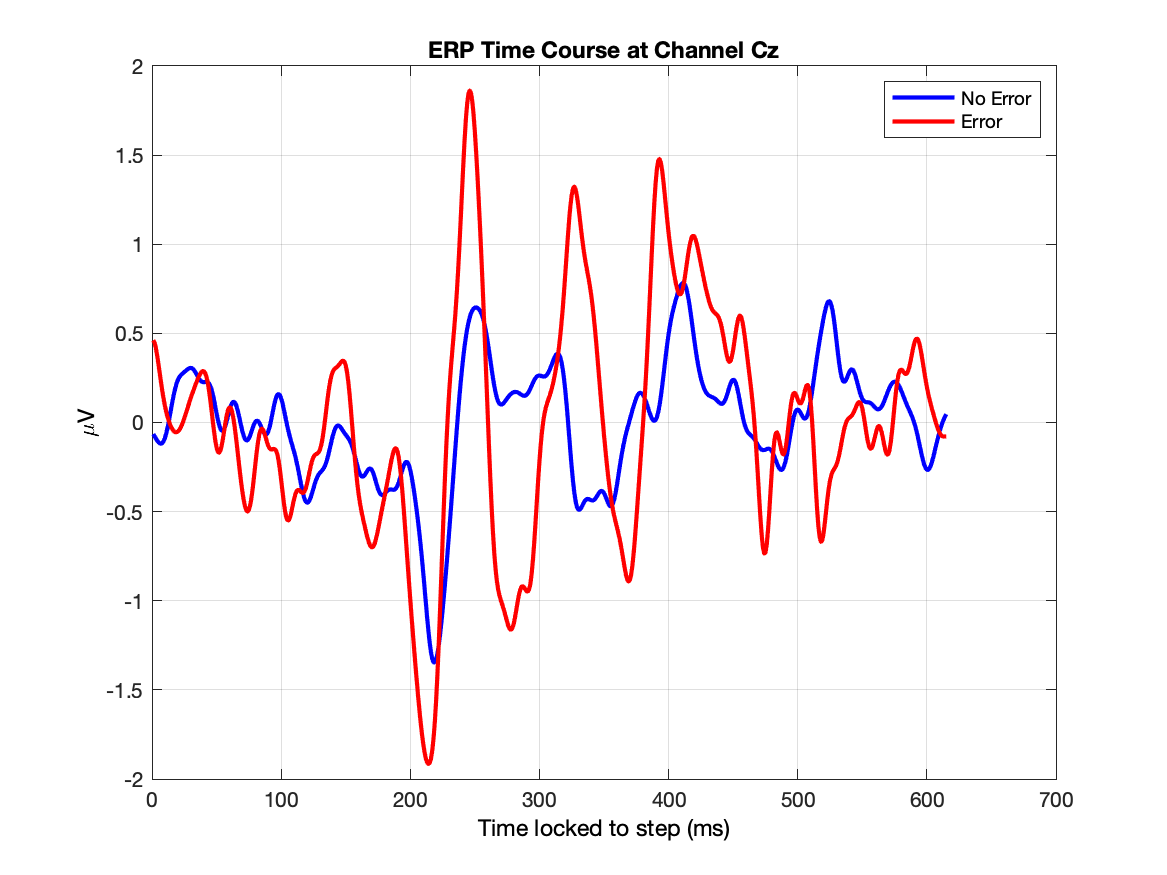 ERP Time Course at Channel Cz
No Error
Error
2
1.5
1
0.5
0
-0.5
-1
-1.5
-2
μV
0 100 200 300 400 500 600 700
Time locked to step (ms)